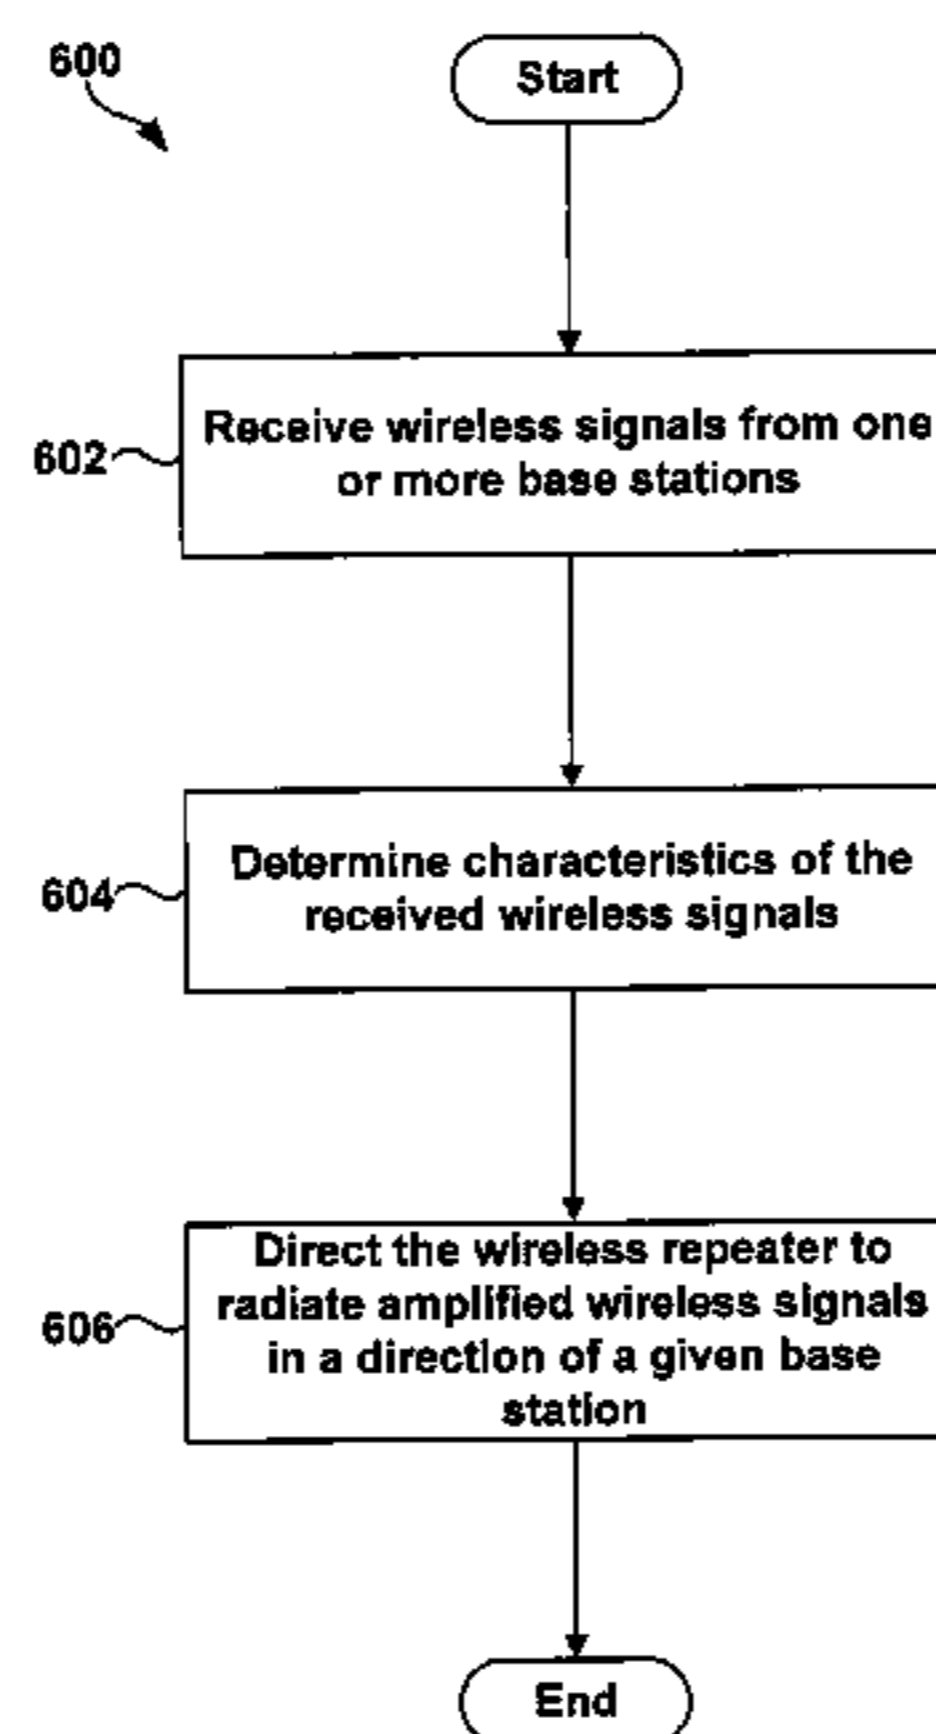 600
Start
602
Receive wireless signals from one
or more base stations
604
Determine characteristics of the
received wireless signals
606
Direct the wireless repeater to
radiate amplified wireless signals
in a direction of a given base
station
End